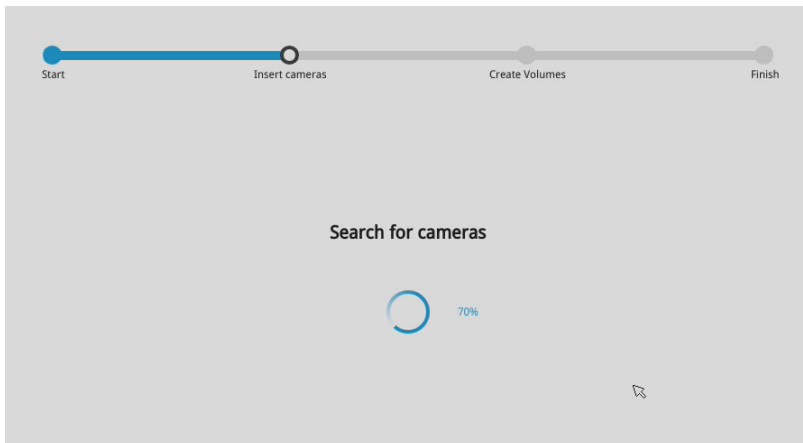 Start
Insert cameras
Create Volumes
Finish
Search for cameras
70%